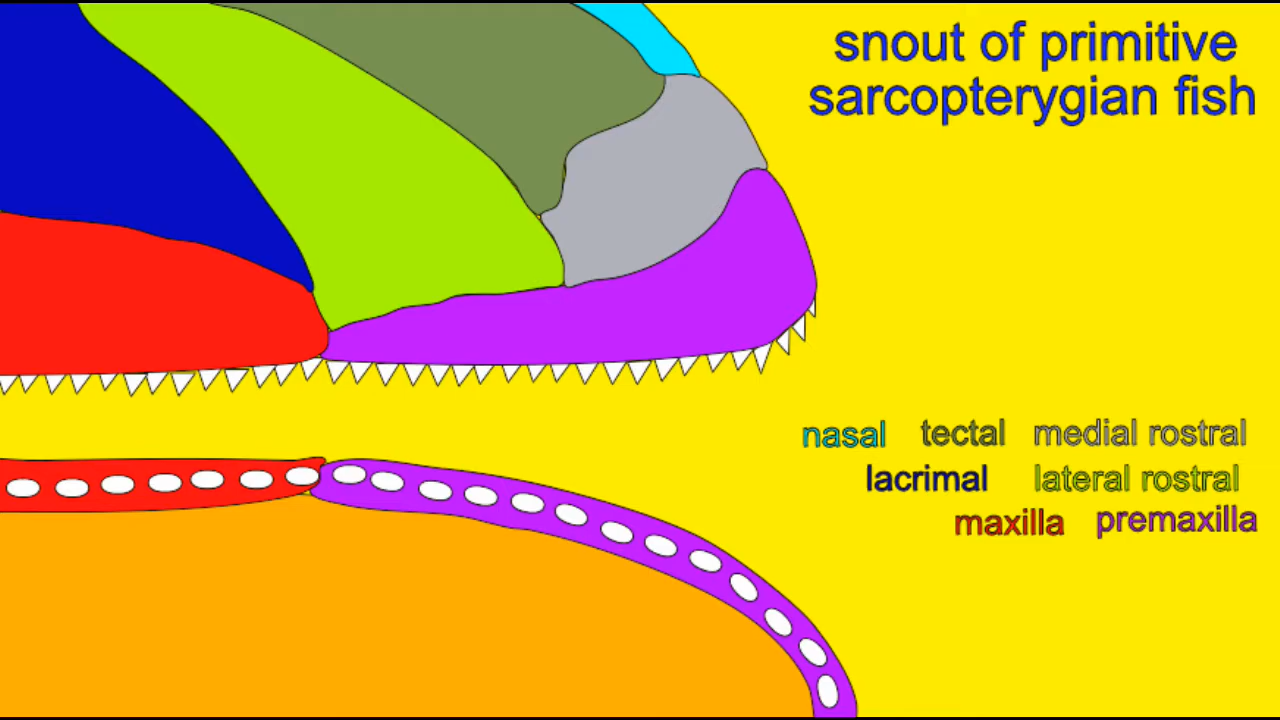 snout of primitive
sarcopterygian fish
nasal tectal medial rostral
lacrimal lateral rostral
maxilla premaxilla